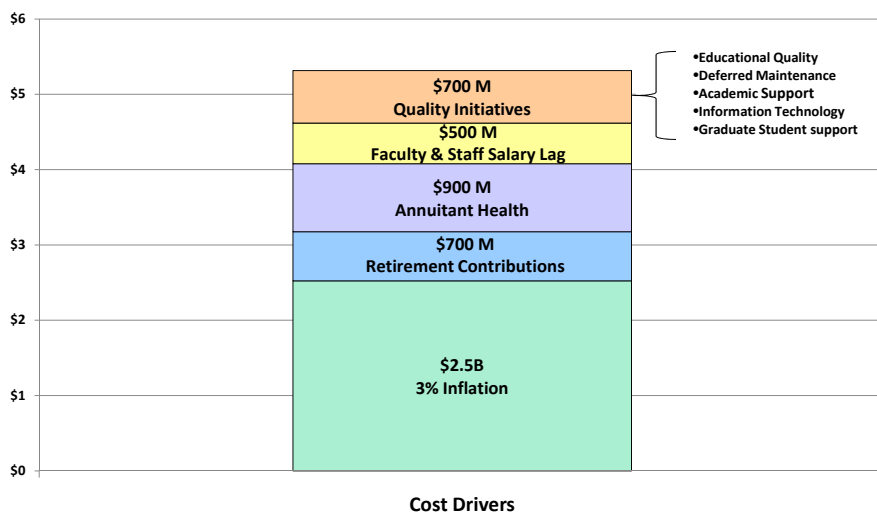 $6
$5
$4
$3
$2
$1
$0
$700 M
Quality Initiatives
$500 M
Faculty & Staff Salary Lag
$900 M
Annuitant Health
$700 M
Retirement Contributions
$2.5B
3% Inflation
•Educational Quality
•Deferred Maintenance
•Academic Support
•Information Technology
•Graduate Student support
Cost Drivers